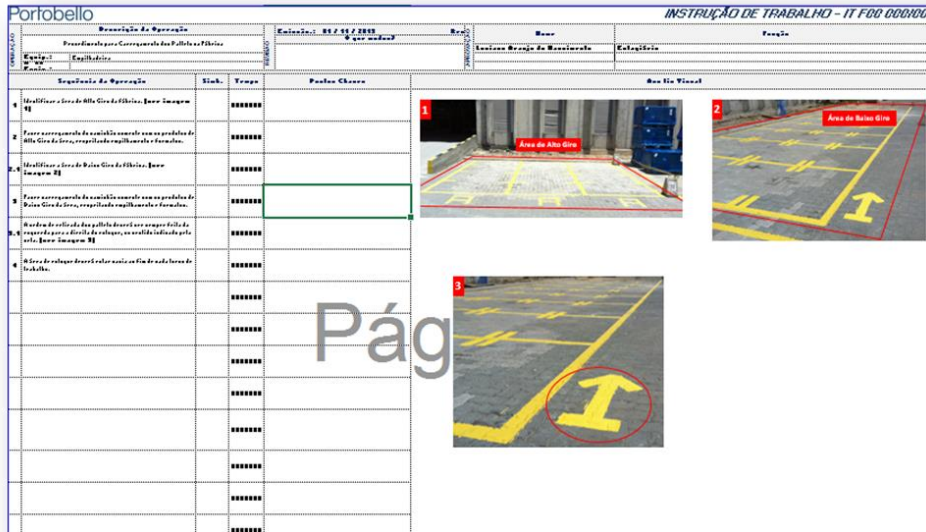 Portobello
INSTRUÇÃO DE TRABALHO - IT F00 000/00
OPERAÇÃO
Descrição da Operação
Procedimento para Carregamento dos Pallets na Fábrica
Equip.:
Empilhadeira
Emissão.: 01 / 11 / 2013
Rev
O que mudou?
Nome
Função
Luciano Araujo do Nascimento
Estagiário
Sequência da Operação
Simb.
Tempo
Pontos Chaves
Auxílio Visual
1
Identificar a área de Alto Giro da Fábrica. (ver imagem 1)
2
Fazer carregamento do caminhão somente com os produtos de
Alto Giro da área, respeitando empilhamento e formatos.
2.1
Identificar a área de Baixo Giro da Fábrica. (ver
imagem 2)
3
Fazer carregamento do caminhão somente com os produtos de
Baixo Giro da área, respeitando empilhamento e formatos.
3.1
A ordem de retirada dos pallets deverá ser sempre feita da
esquerda para a direita do estoque, no sentido indicado pela
seta. (ver imagem 3)
4
A área de estoque deverá estar vazia ao fim de cada turno de
trabalho.
1
Área de Alto Giro
2
Área de Baixo Giro
3
Pág